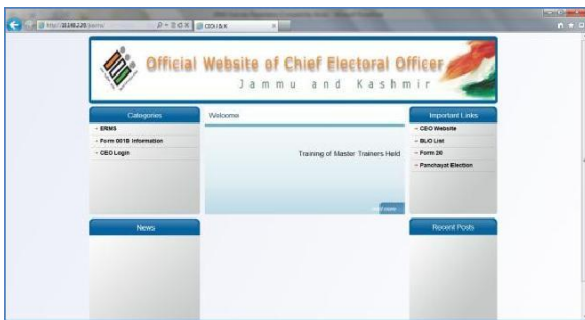 CEO J & K
Official Website of Chief Electoral Officer
Jammu and Kashmir
Categories
ERMS
Form 001B Information
CEO Login
Welcome
Training of Master Trainers Held
Important Links
CEO Website
BLO List
Form 20
Panchayat Election
News
Recent Posts